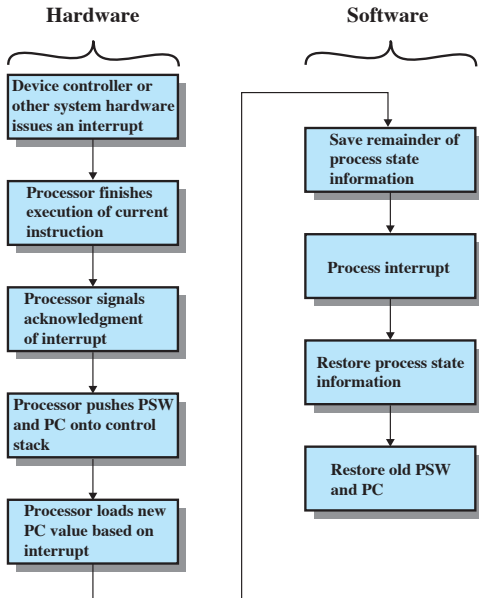 Hardware
Device controller or
other system hardware
issues an interrupt
Processor finishes
execution of current
instruction
Processor signals
acknowledgment
of interrupt
Processor pushes PSW
and PC onto control
stack
Processor loads new
PC value based on
interrupt
Software
Save remainder of
process state
information
Process interrupt
Restore process state
information
Restore old PSW
and PC